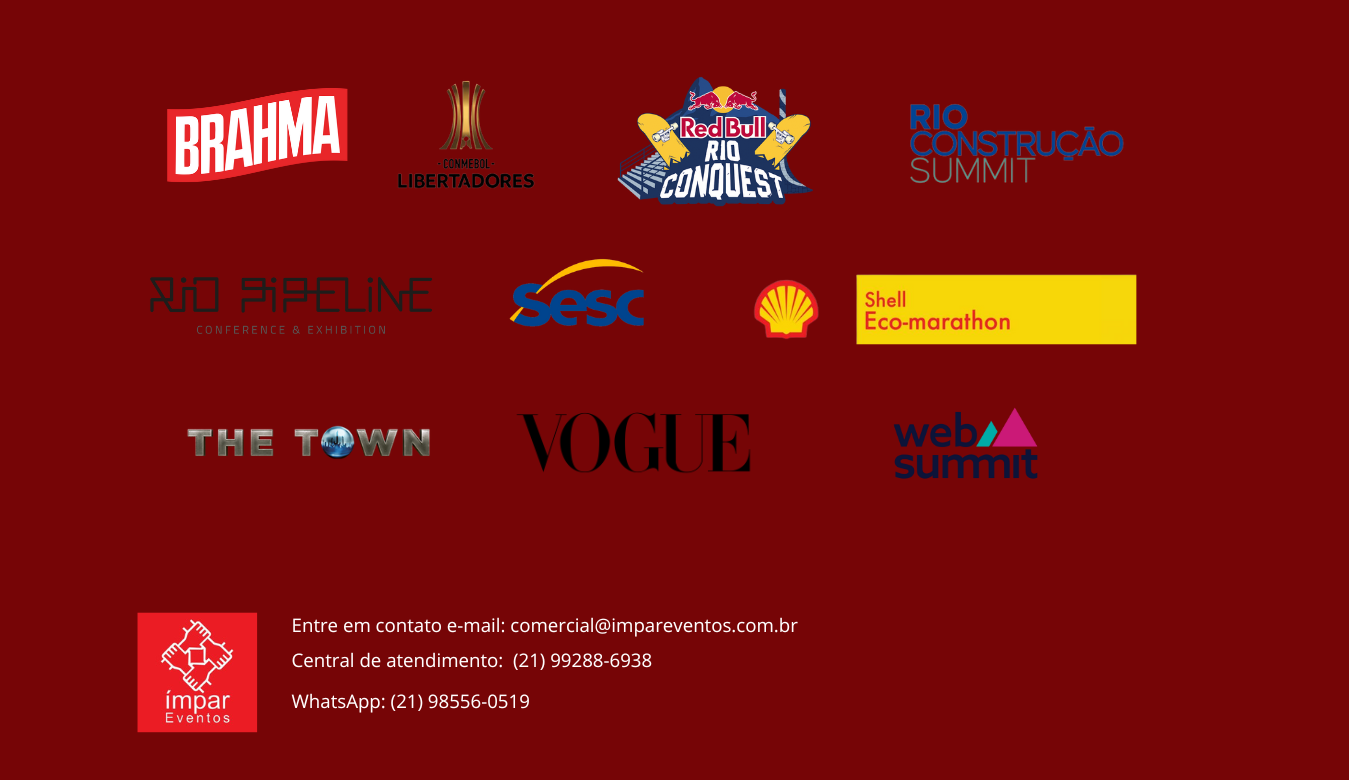 BRAHMA
·CONMEBOL·
LIBERTADORES
Red Bull
RIO
CONQUEST
RIO
CONSTRUÇÃO
SUMMIT
RIO PIPELINE
CONFERENCE & EXHIBITION
sesc
Shell
Eco-marathon
THE TOWN
VOGUE
web
summit
ímpar
Eventos
Entre em contato e-mail: comercial@impareventos.com.br
Central de atendimento: (21) 99288-6938
WhatsApp: (21) 98556-0519